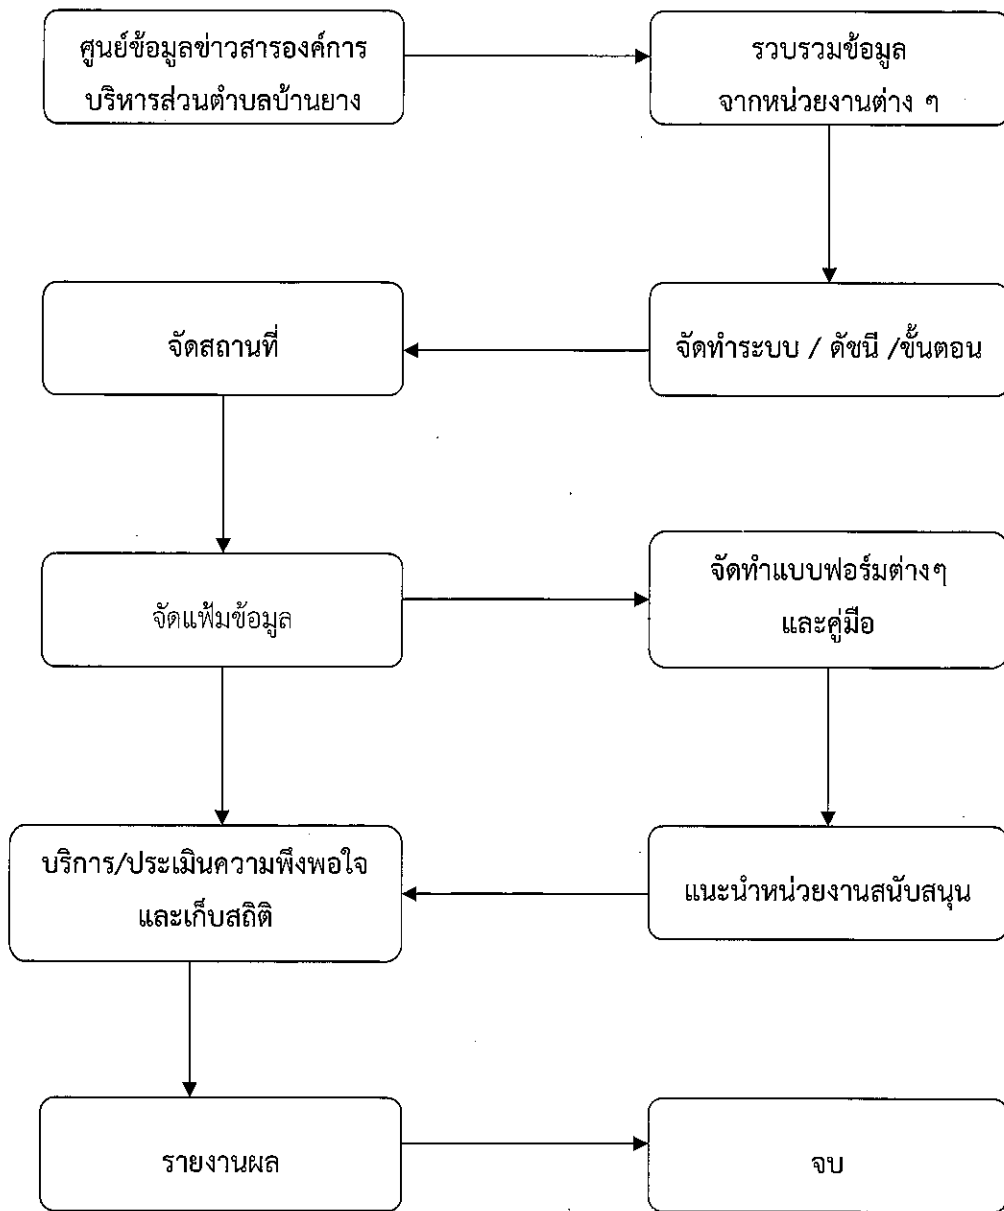 ศูนย์ข้อมูลข่าวสารองค์การ
บริหารส่วนตำบลบ้านยาง
รวบรวมข้อมูล
จากหน่วยงานต่าง ๆ
จัดทำระบบ / ดัชนี /ขั้นตอน
จัดสถานที่
จัดแฟ้มข้อมูล
จัดทำแบบฟอร์มต่างๆ
และคู่มือ
แนะนำหน่วยงานสนับสนุน
บริการ/ประเมินความพึงพอใจ
และเก็บสถิติ
รายงานผล
จบ